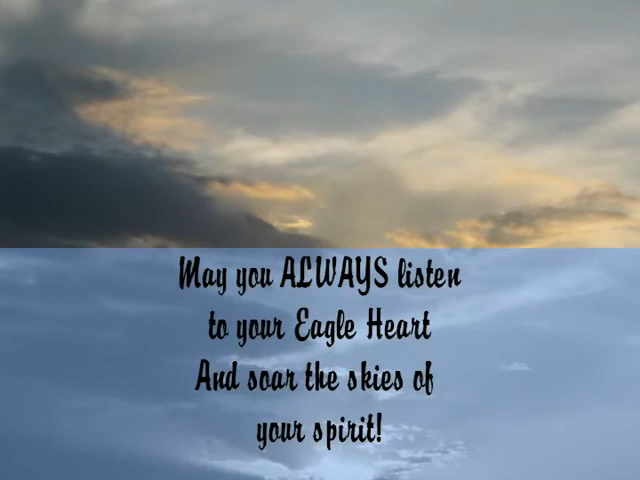 May you ALWAYS listen
to your Eagle Heart
And soar the skies of
your spirit!